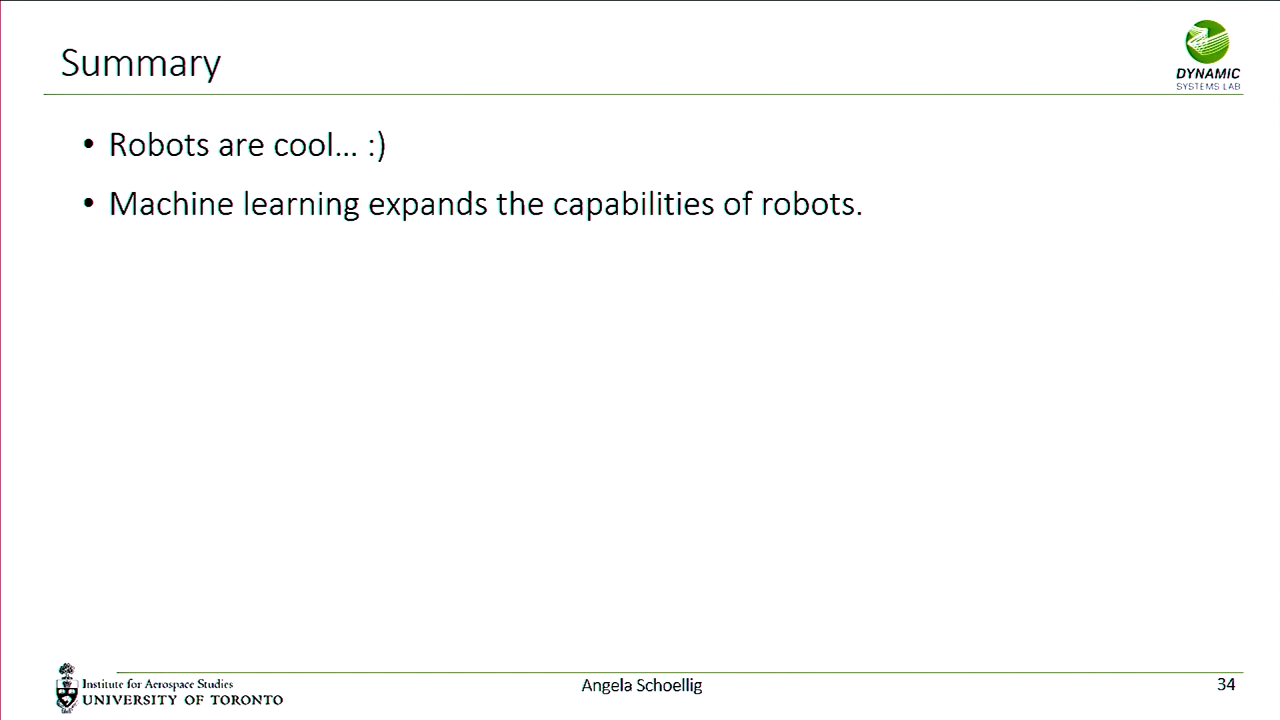 Summary
DYNAMIC
SYSTEMS LAB
• Robots are cool... :)
• Machine learning expands the capabilities of robots.
Institute for Aerospace Studies
UNIVERSITY OF TORONTO
Angela Schoellig
34